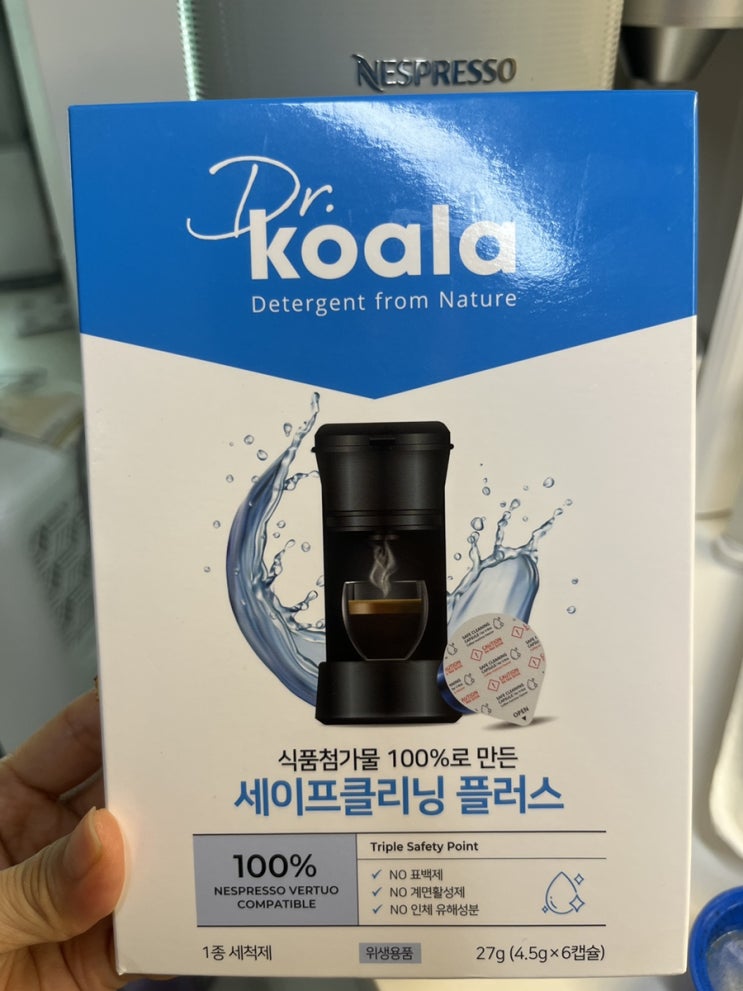 NESPRESSO
Dr.
koala
Detergent from Nature
OPEN
식품첨가물 100%로 만든
세이프클리닝 플러스
100%
NESPRESSO VERTUO
COMPATIBLE
Triple Safety Point
✓ NO 표백제
✓ NO 계면활성제
✓ NO 인체 유해성분
1종 세척제
위생용품
27g (4.5g×6캡슐)